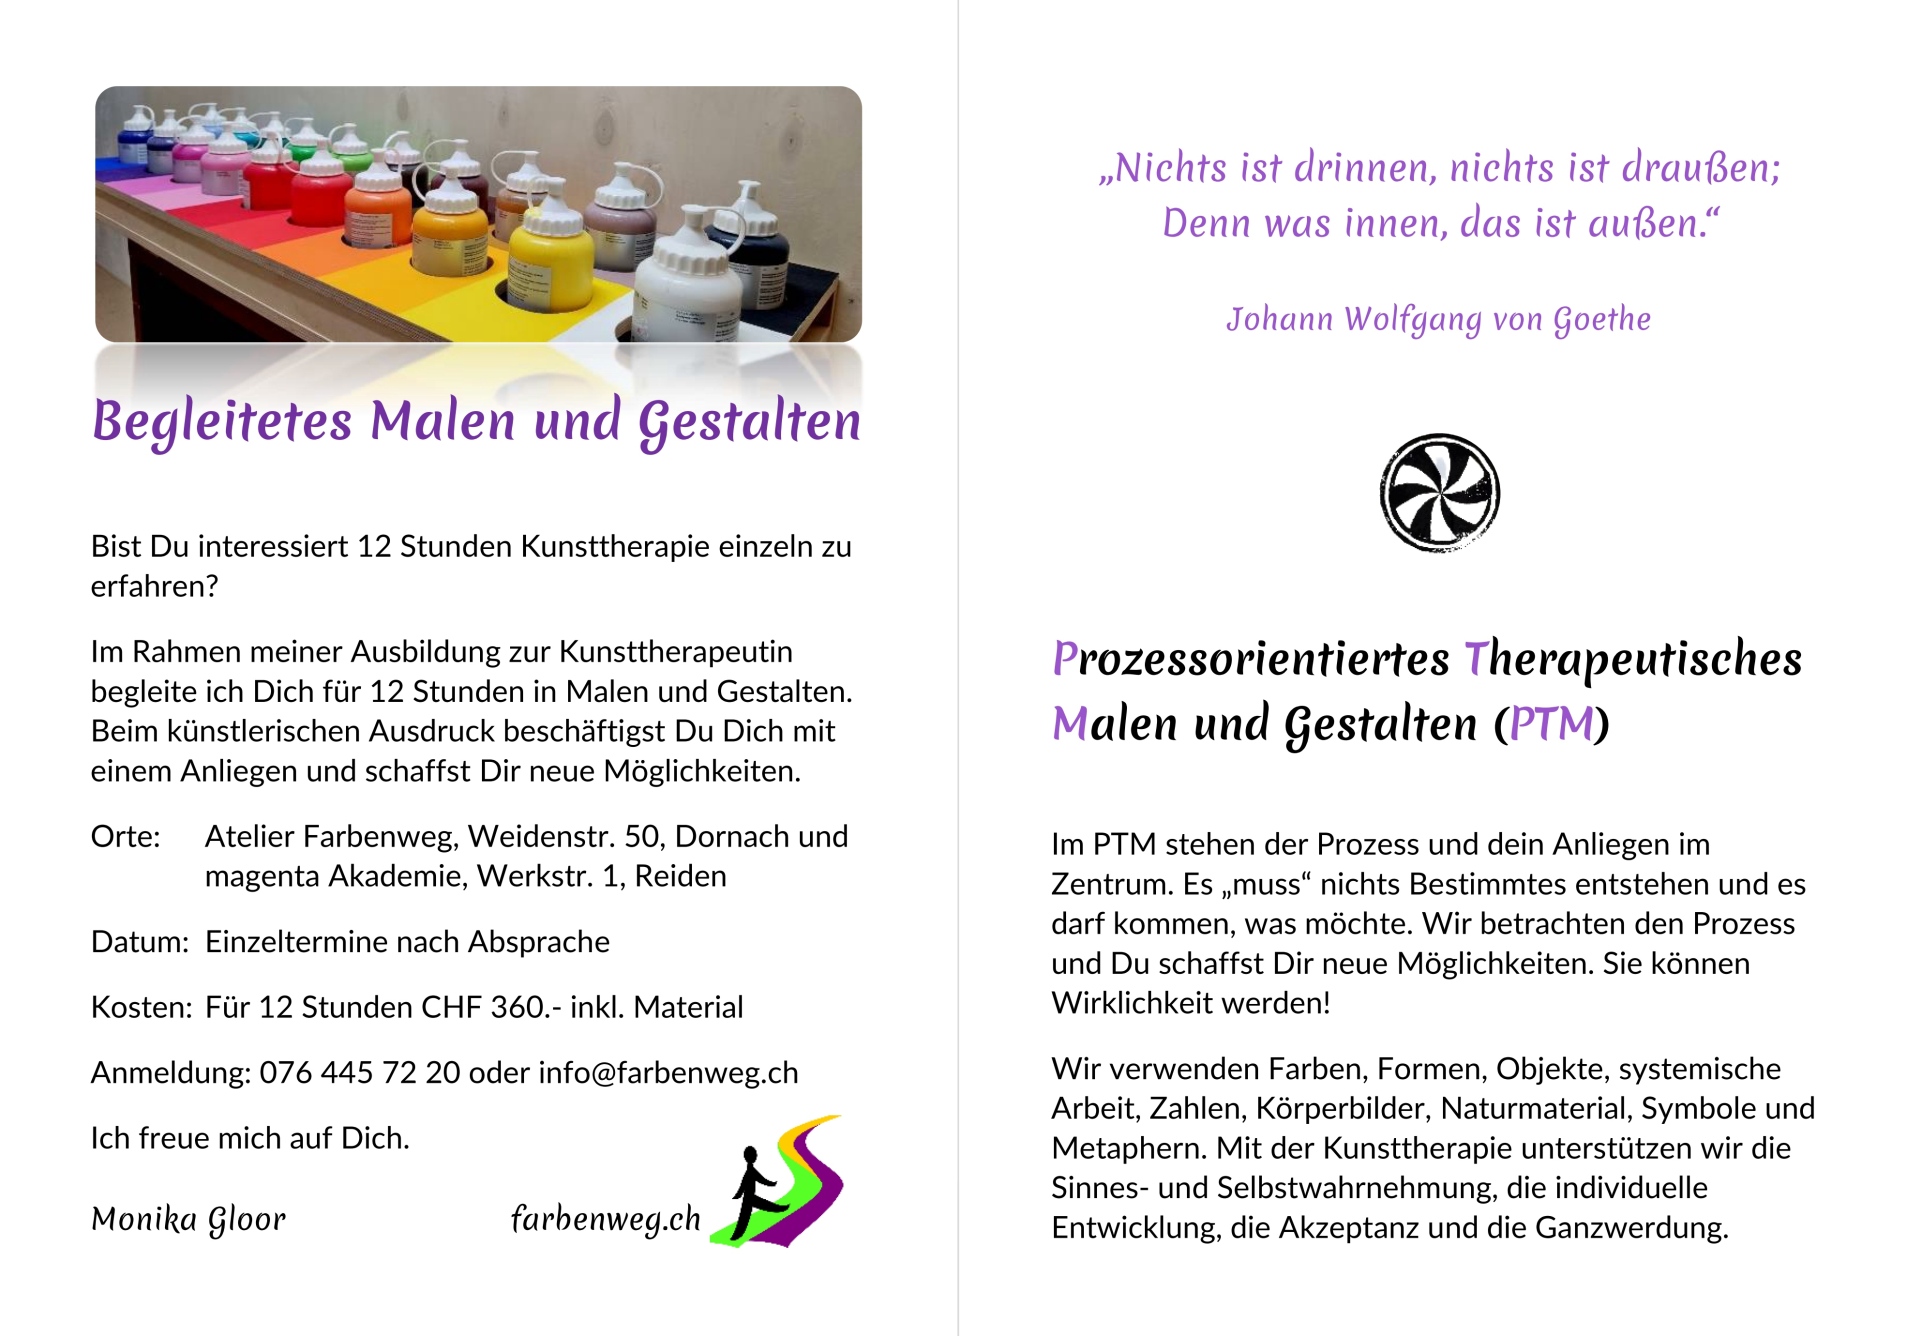 Begleitetes Malen und Gestalten
Bist Du interessiert 12 Stunden Kunsttherapie einzeln zu
erfahren?
Im Rahmen meiner Ausbildung zur Kunsttherapeutin
begleite ich Dich für 12 Stunden in Malen und Gestalten.
Beim künstlerischen Ausdruck beschäftigst Du Dich mit
einem Anliegen und schaffst Dir neue Möglichkeiten.
Orte: Atelier Farbenweg, Weidenstr. 50, Dornach und
magenta Akademie, Werkstr. 1, Reiden
Datum: Einzeltermine nach Absprache
Kosten: Für 12 Stunden CHF 360.- inkl. Material
Anmeldung: 076 445 72 20 oder info@farbenweg.ch
Ich freue mich auf Dich.
Monika Gloor farbenweg.ch
„Nichts ist drinnen, nichts ist draußen;
Denn was innen, das ist außen.“
Johann Wolfgang von Goethe
Prozessorientiertes Therapeutisches
Malen und Gestalten (PTM)
Im PTM stehen der Prozess und dein Anliegen im
Zentrum. Es „muss“ nichts Bestimmtes entstehen und es
darf kommen, was möchte. Wir betrachten den Prozess
und Du schaffst Dir neue Möglichkeiten. Sie können
Wirklichkeit werden!
Wir verwenden Farben, Formen, Objekte, systemische
Arbeit, Zahlen, Körperbilder, Naturmaterial, Symbole und
Metaphern. Mit der Kunsttherapie unterstützen wir die
Sinnes- und Selbstwahrnehmung, die individuelle
Entwicklung, die Akzeptanz und die Ganzwerdung.